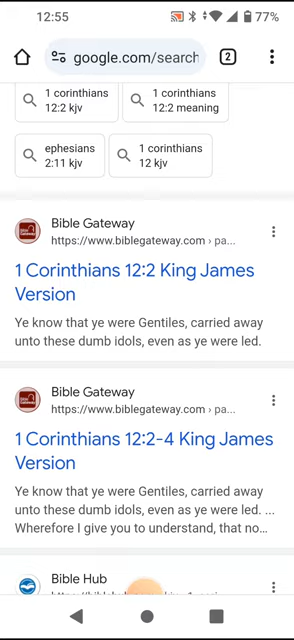 12:55
77%
google.com/search
2
1 corinthians
12:2 kjv
1 corinthians
12:2 meaning
ephesians
2:11 kjv
1 corinthians
12 kjv
Bible Gateway
https://www.biblegateway.com › pa...
1 Corinthians 12:2 King James
Version
Ye know that ye were Gentiles, carried away
unto these dumb idols, even as ye were led.
Bible Gateway
https://www.biblegateway.com › pa...
1 Corinthians 12:2-4 King James
Version
Ye know that ye were Gentiles, carried away
unto these dumb idols, even as ye were led. ...
Wherefore I give you to understand, that no...
Bible Hub